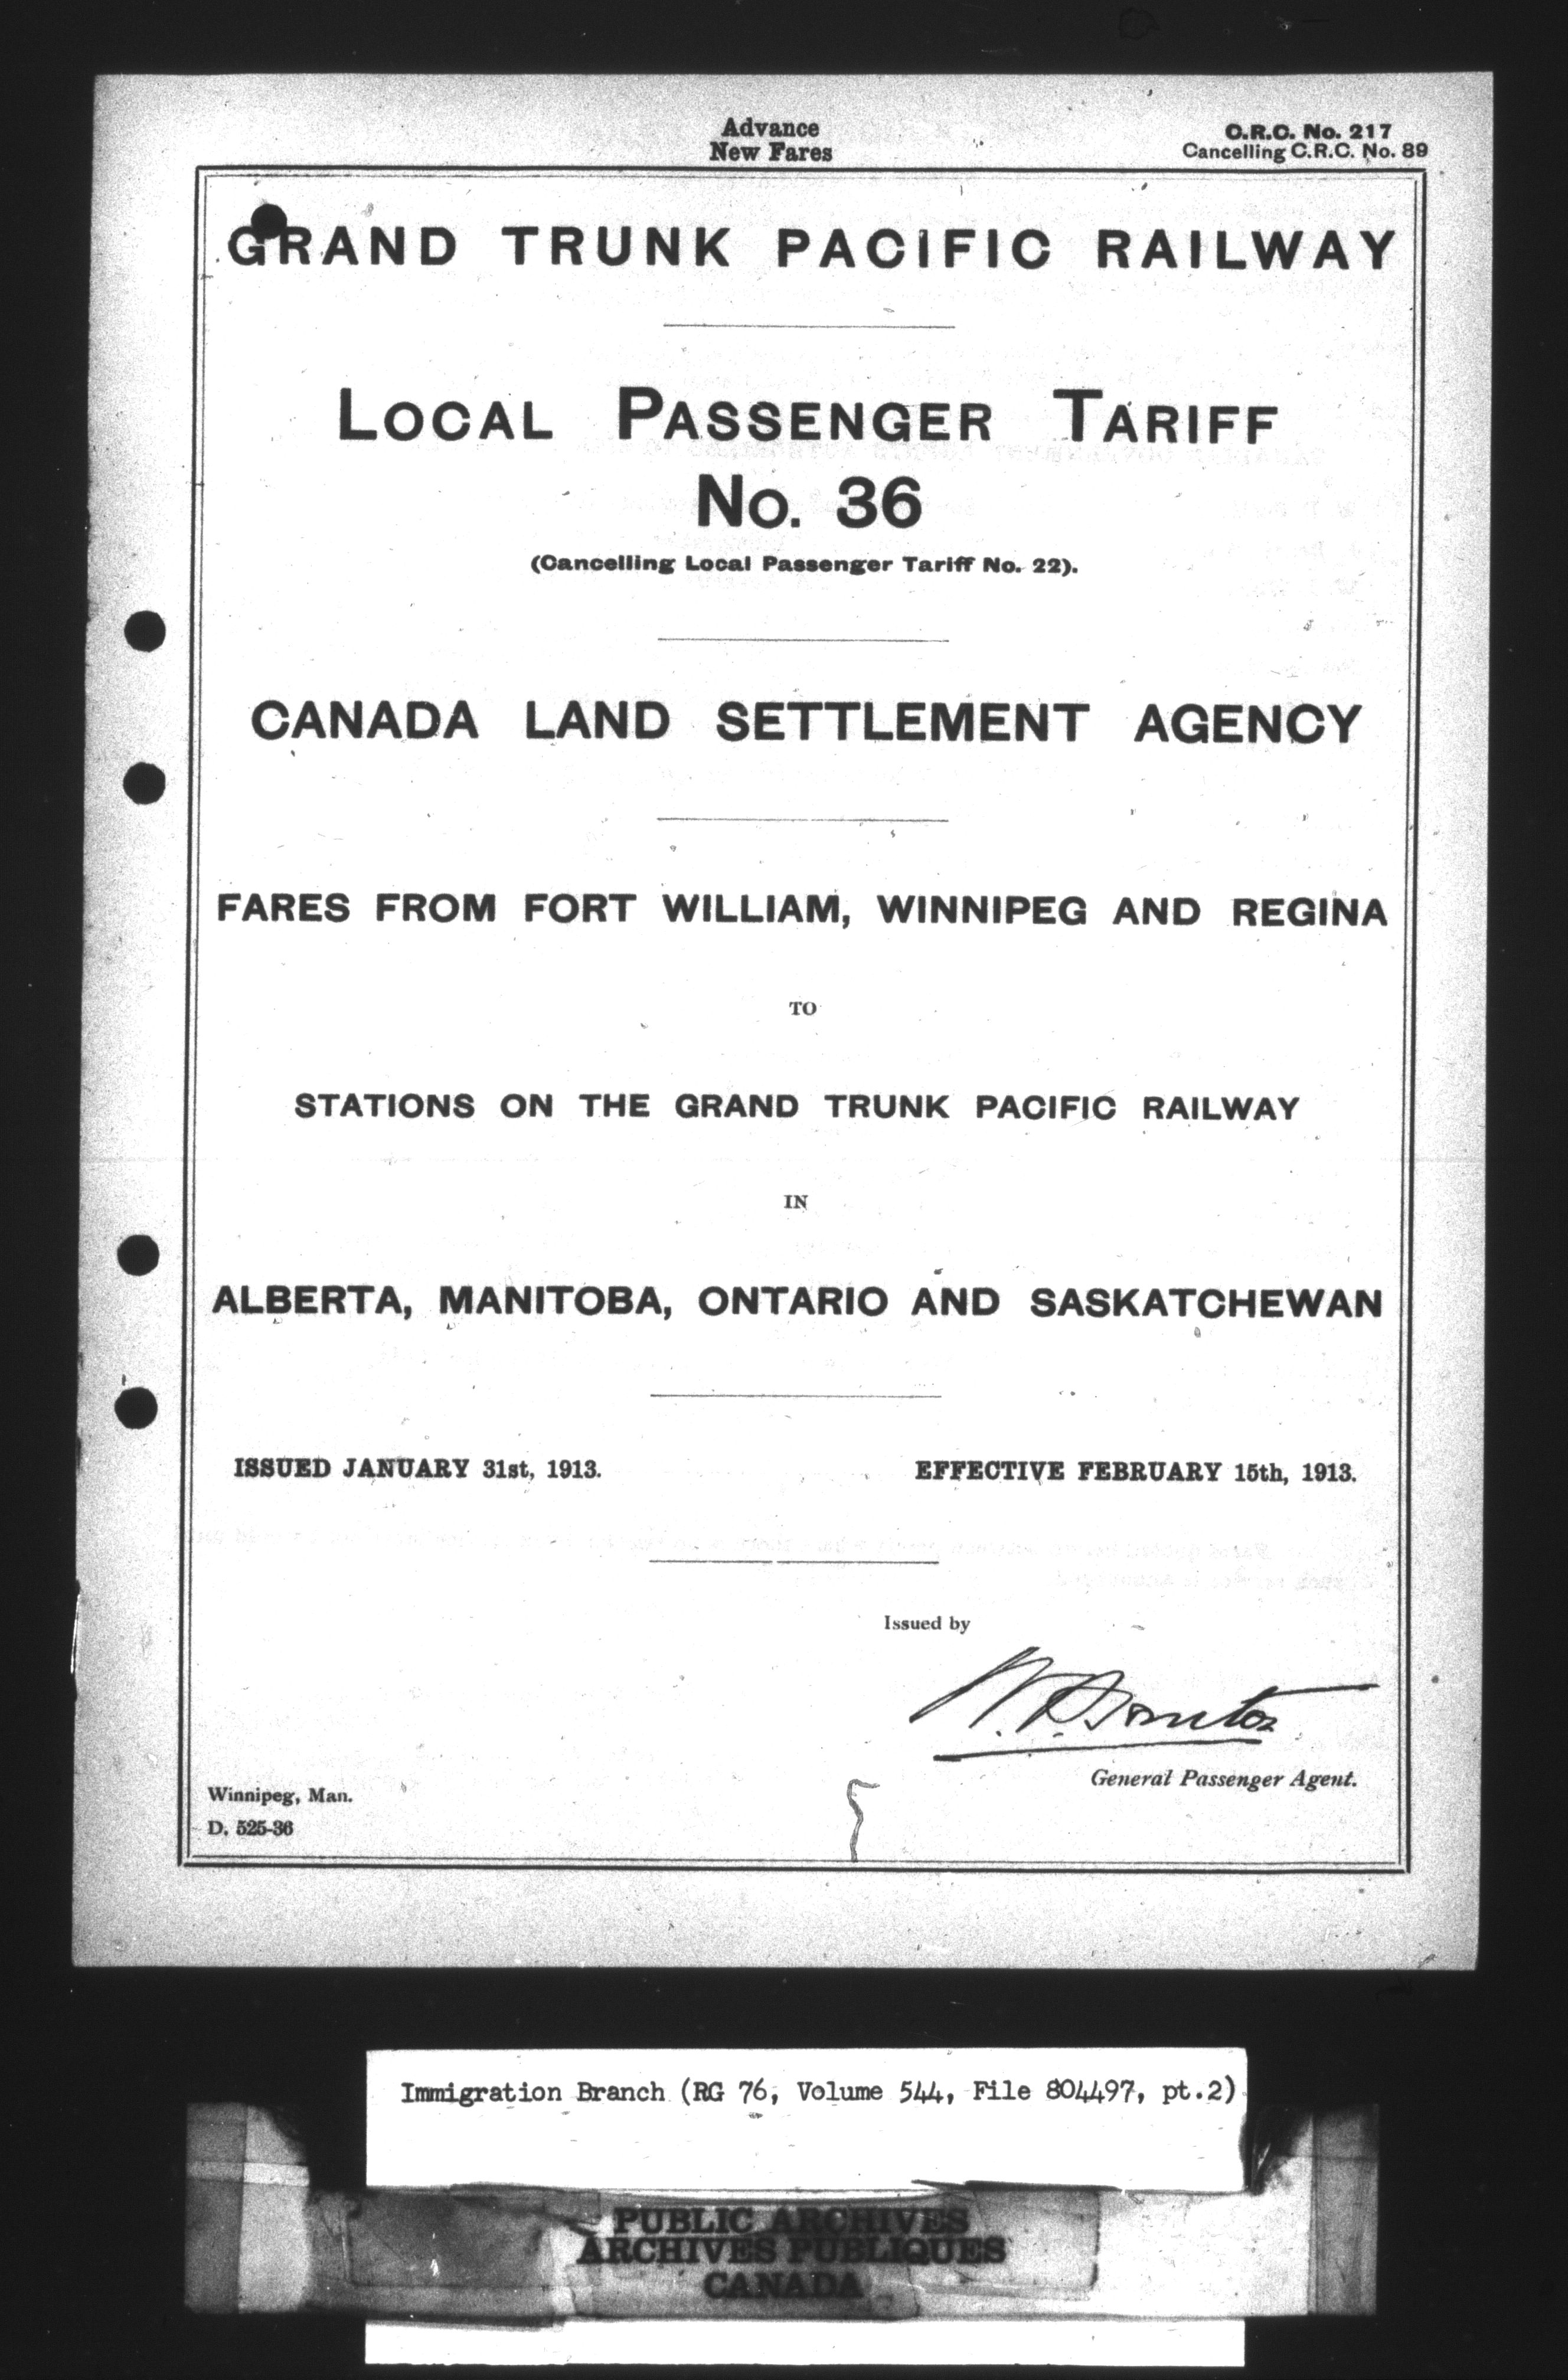 Advance
New Fares
C.R.C. No. 217
Cancelling C.R.C. No. 89
GRAND TRUNK PACIFIC RAILWAY
LOCAL PASSENGER TARIFF
NO. 36
(Cancelling Local Passenger Tariff No. 22).
CANADA LAND SETTLEMENT AGENCY
FARES FROM FORT WILLIAM, WINNIPEG AND REGINA
TO
STATIONS ON THE GRAND TRUNK PACIFIC RAILWAY
IN
ALBERTA, MANITOBA, ONTARIO AND SASKATCHEWAN
ISSUED JANUARY 31st, 1913.
EFFECTIVE FEBRUARY 15th, 1913.
Issued by
General Passenger Agent.
Winnipeg, Man.
D. 525-36
Immigration Branch (RG 76, Volume 544, File 804497, pt.2)
PUBLIC ARCHIVES
ARCHIVES PUBLIQUES
CANADA